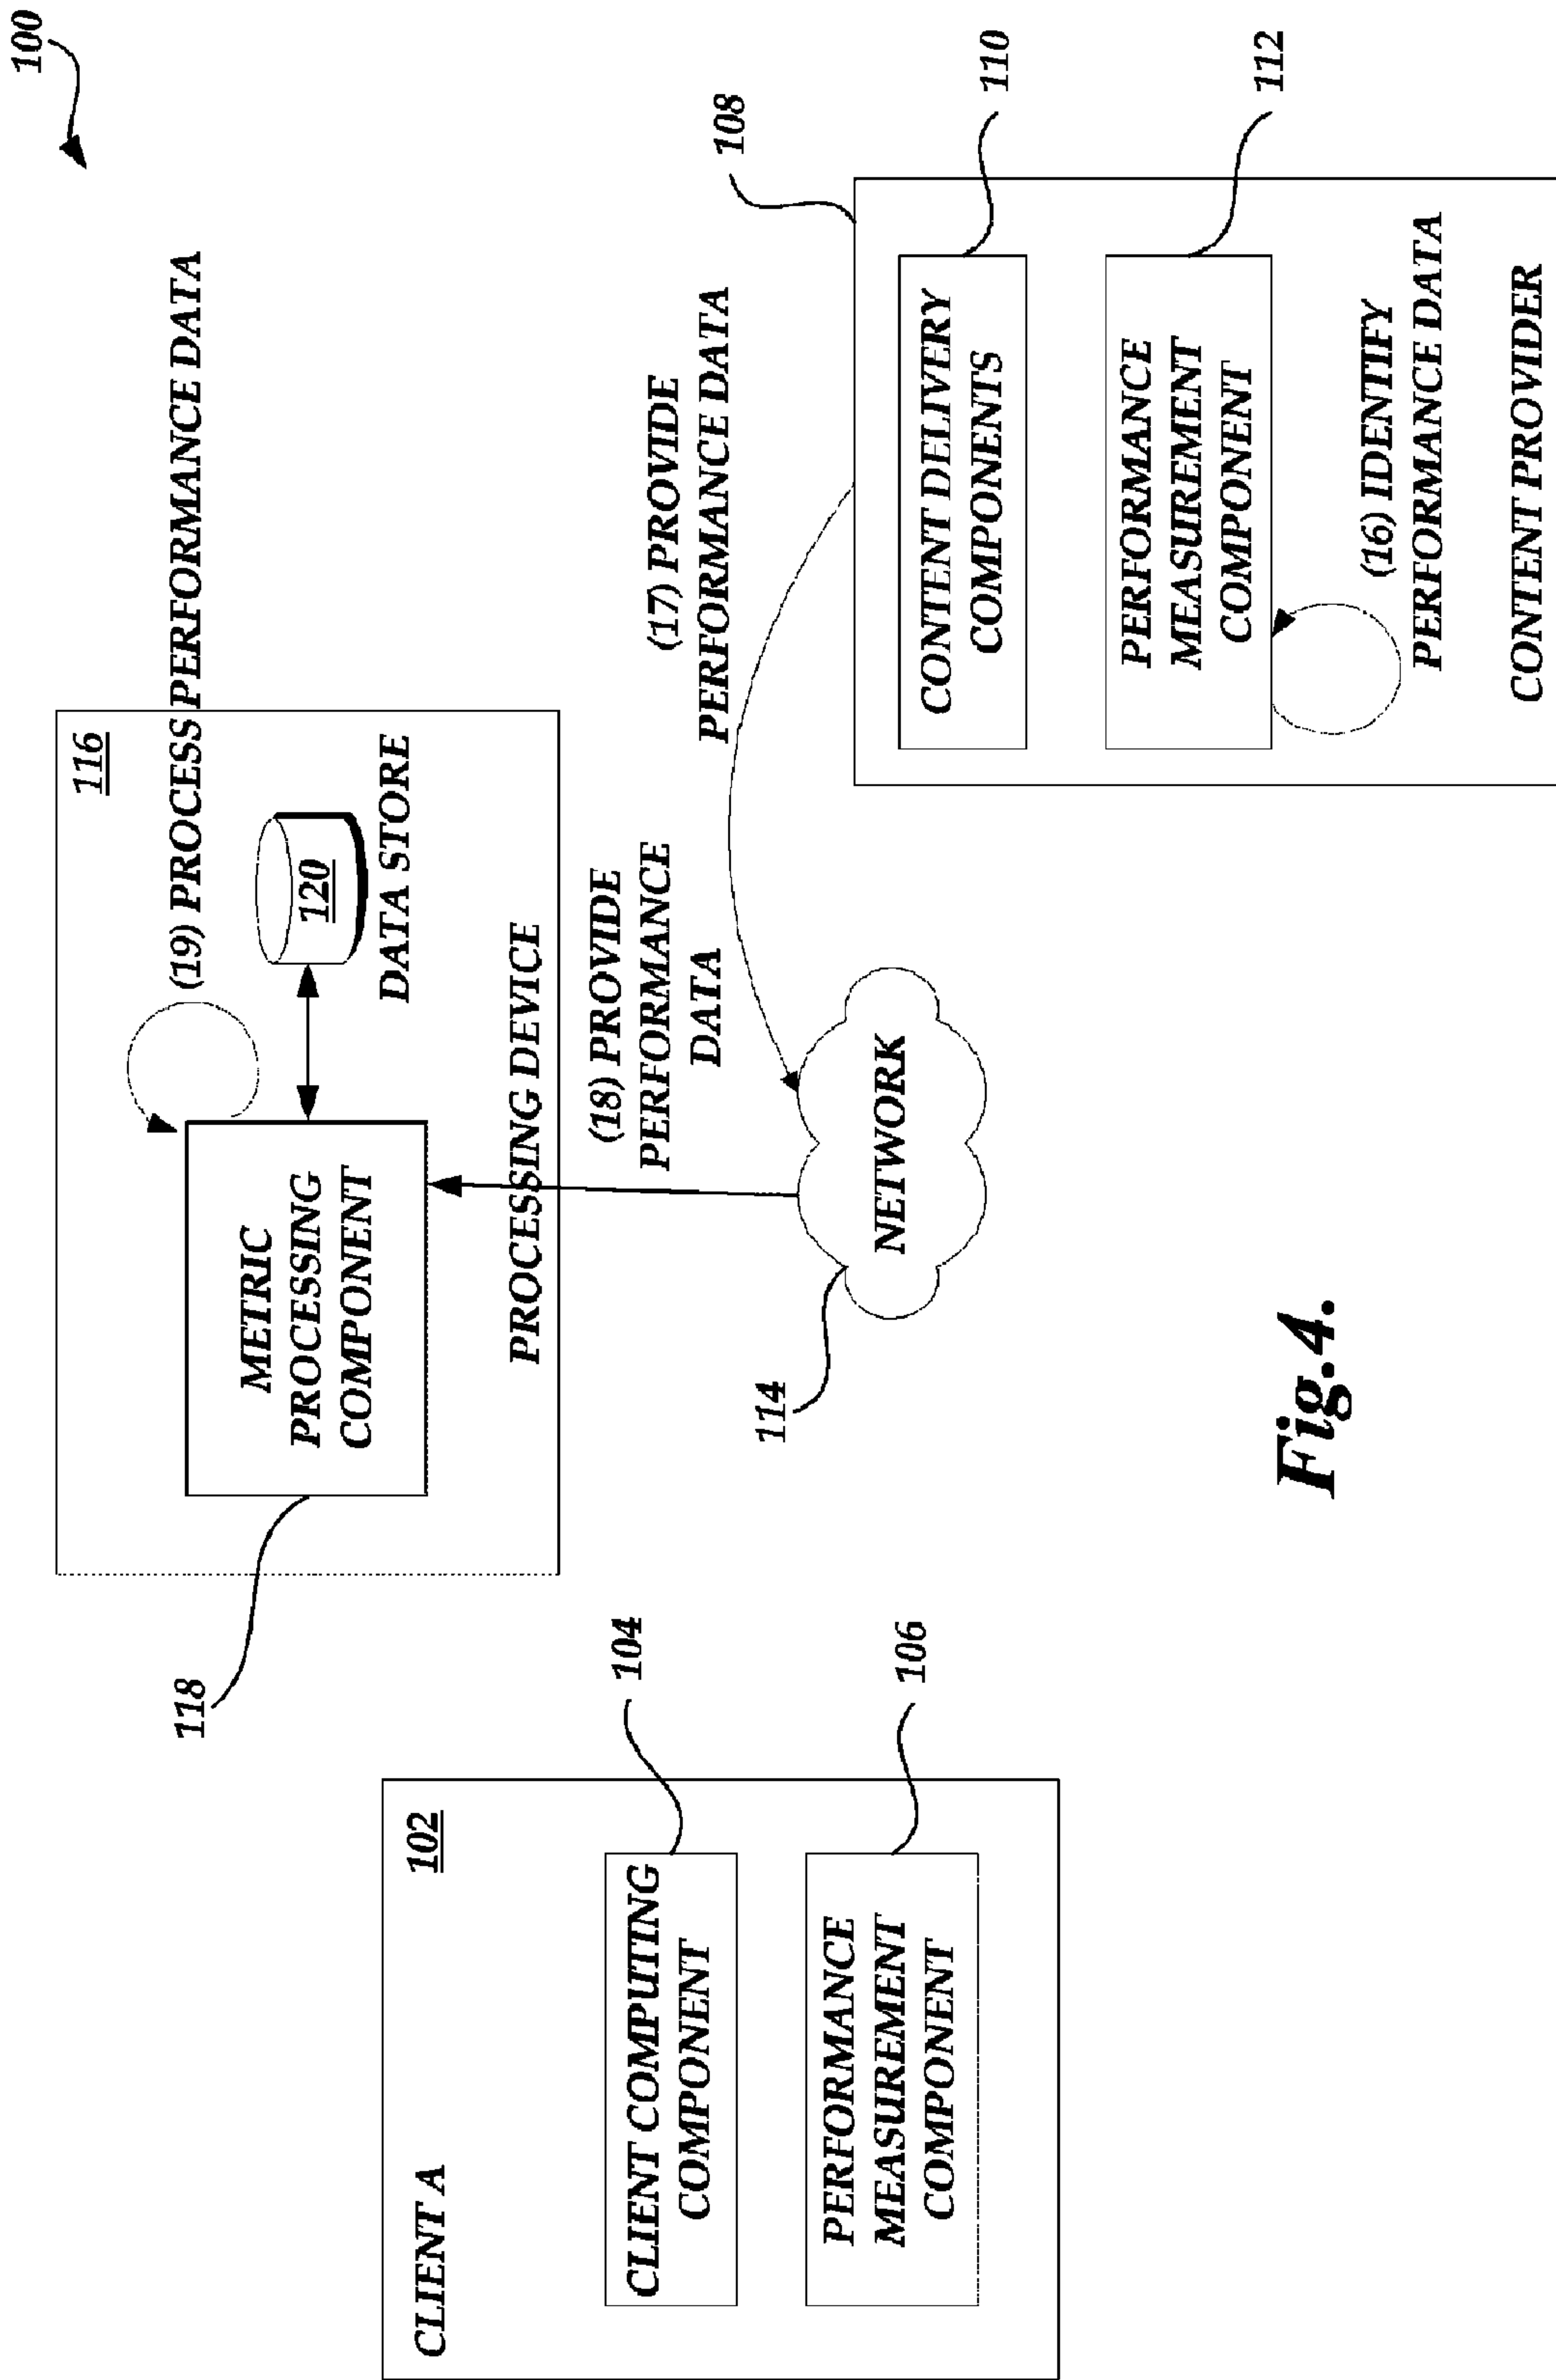 100
116
(19) PROCESS PERFORMANCE DATA
118
METRIC
PROCESSING
COMPONENT
120
DATA STORE
PROCESSING DEVICE
CLIENT A
102
CLIENT COMPUTING
COMPONENT
104
PERFORMANCE
MEASUREMENT
COMPONENT
106
(18) PROVIDE
PERFORMANCE
DATA
(17) PROVIDE
PERFORMANCE DATA
114
NETWORK
108
CONTENT DELIVERY
COMPONENTS
110
PERFORMANCE
MEASUREMENT
COMPONENT
112
(16) IDENTIFY
PERFORMANCE DATA
CONTENT PROVIDER
Fig.4.